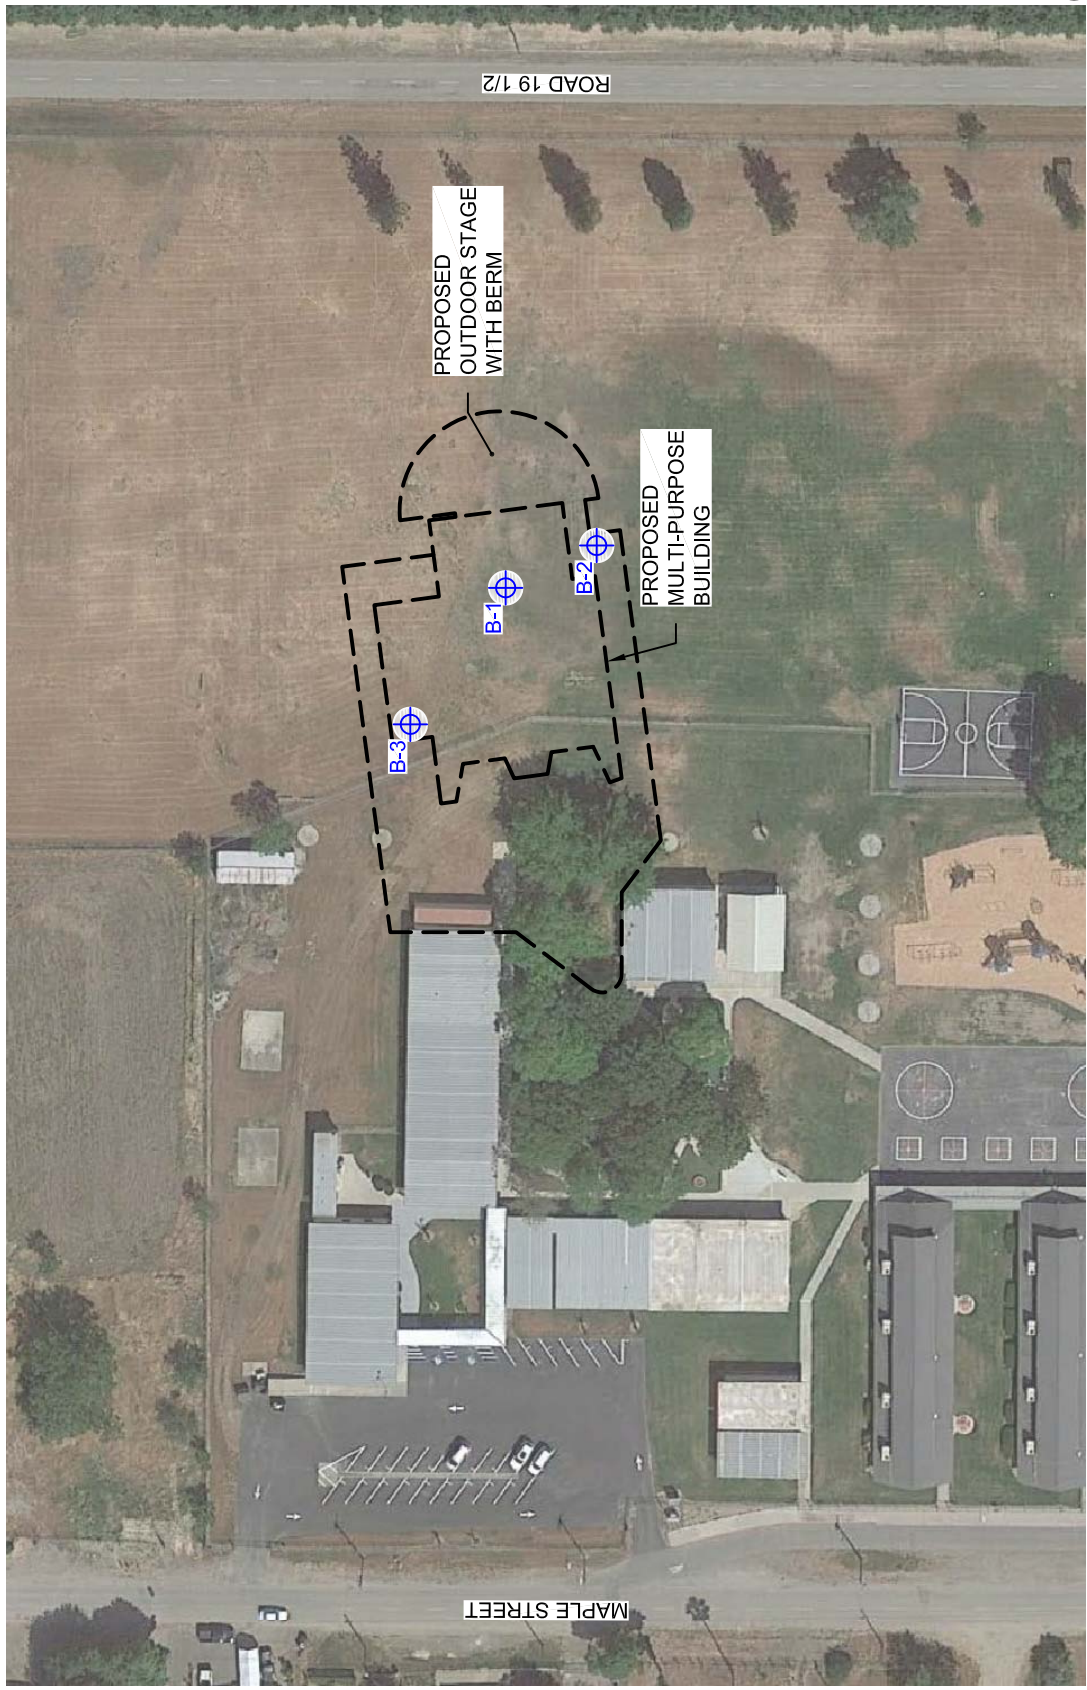 ROAD 19 1/2
PROPOSED
OUTDOOR STAGE
WITH BERM
PROPOSED
MULTI-PURPOSE
BUILDING
B-2
B-1
B-3
MAPLE STREET